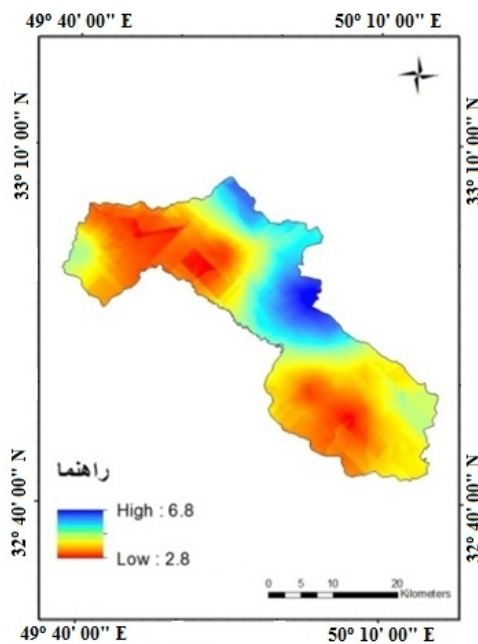 49° 40' 00" E 50° 10' 00" E
33° 10' 00" N 33° 10' 00" N
راهنما
High : 6.8
Low : 2.8
32° 40' 00" N 32° 40' 00" N
0 5 10 20
Kilometers
49° 40' 00" E 50° 10' 00" E